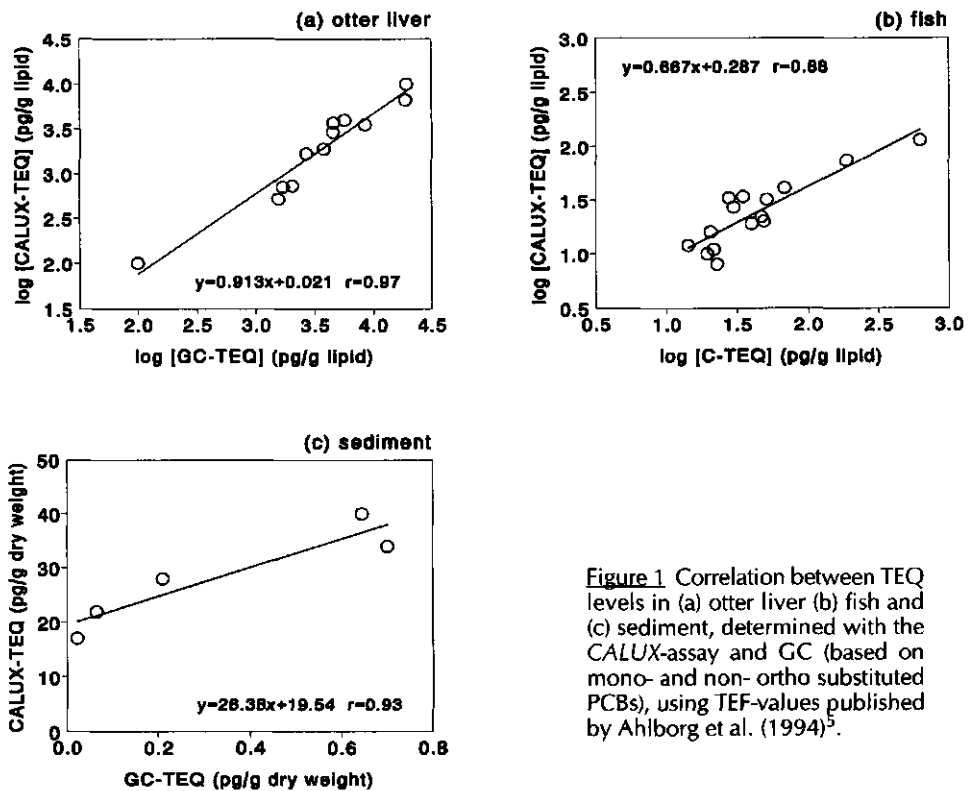 (a) otter liver
log [CALUX-TEQ] (pg/g lipid)
4.5
4.0
3.5
3.0
2.5
2.0
1.5
y=0.913x+0.021 r=0.97
1.5 2.0 2.5 3.0 3.5 4.0 4.5
log [GC-TEQ] (pg/g lipid)
(b) fish
log [CALUX-TEQ] (pg/g lipid)
3.0
2.5
2.0
1.5
1.0
0.5
y=0.667x+0.287 r=0.88
0.5 1.0 1.5 2.0 2.5 3.0
log [C-TEQ] (pg/g lipid)
(c) sediment
CALUX-TEQ (pg/g dry weight)
50
40
30
20
10
0
y=26.38x+19.54 r=0.93
0.0 0.2 0.4 0.6 0.8
GC-TEQ (pg/g dry weight)
Figure 1 Correlation between TEQ
levels in (a) otter liver (b) fish and
(c) sediment, determined with the
CALUX-assay and GC (based on
mono- and non- ortho substituted
PCBs), using TEF-values published
by Ahlborg et al. (1994)5.